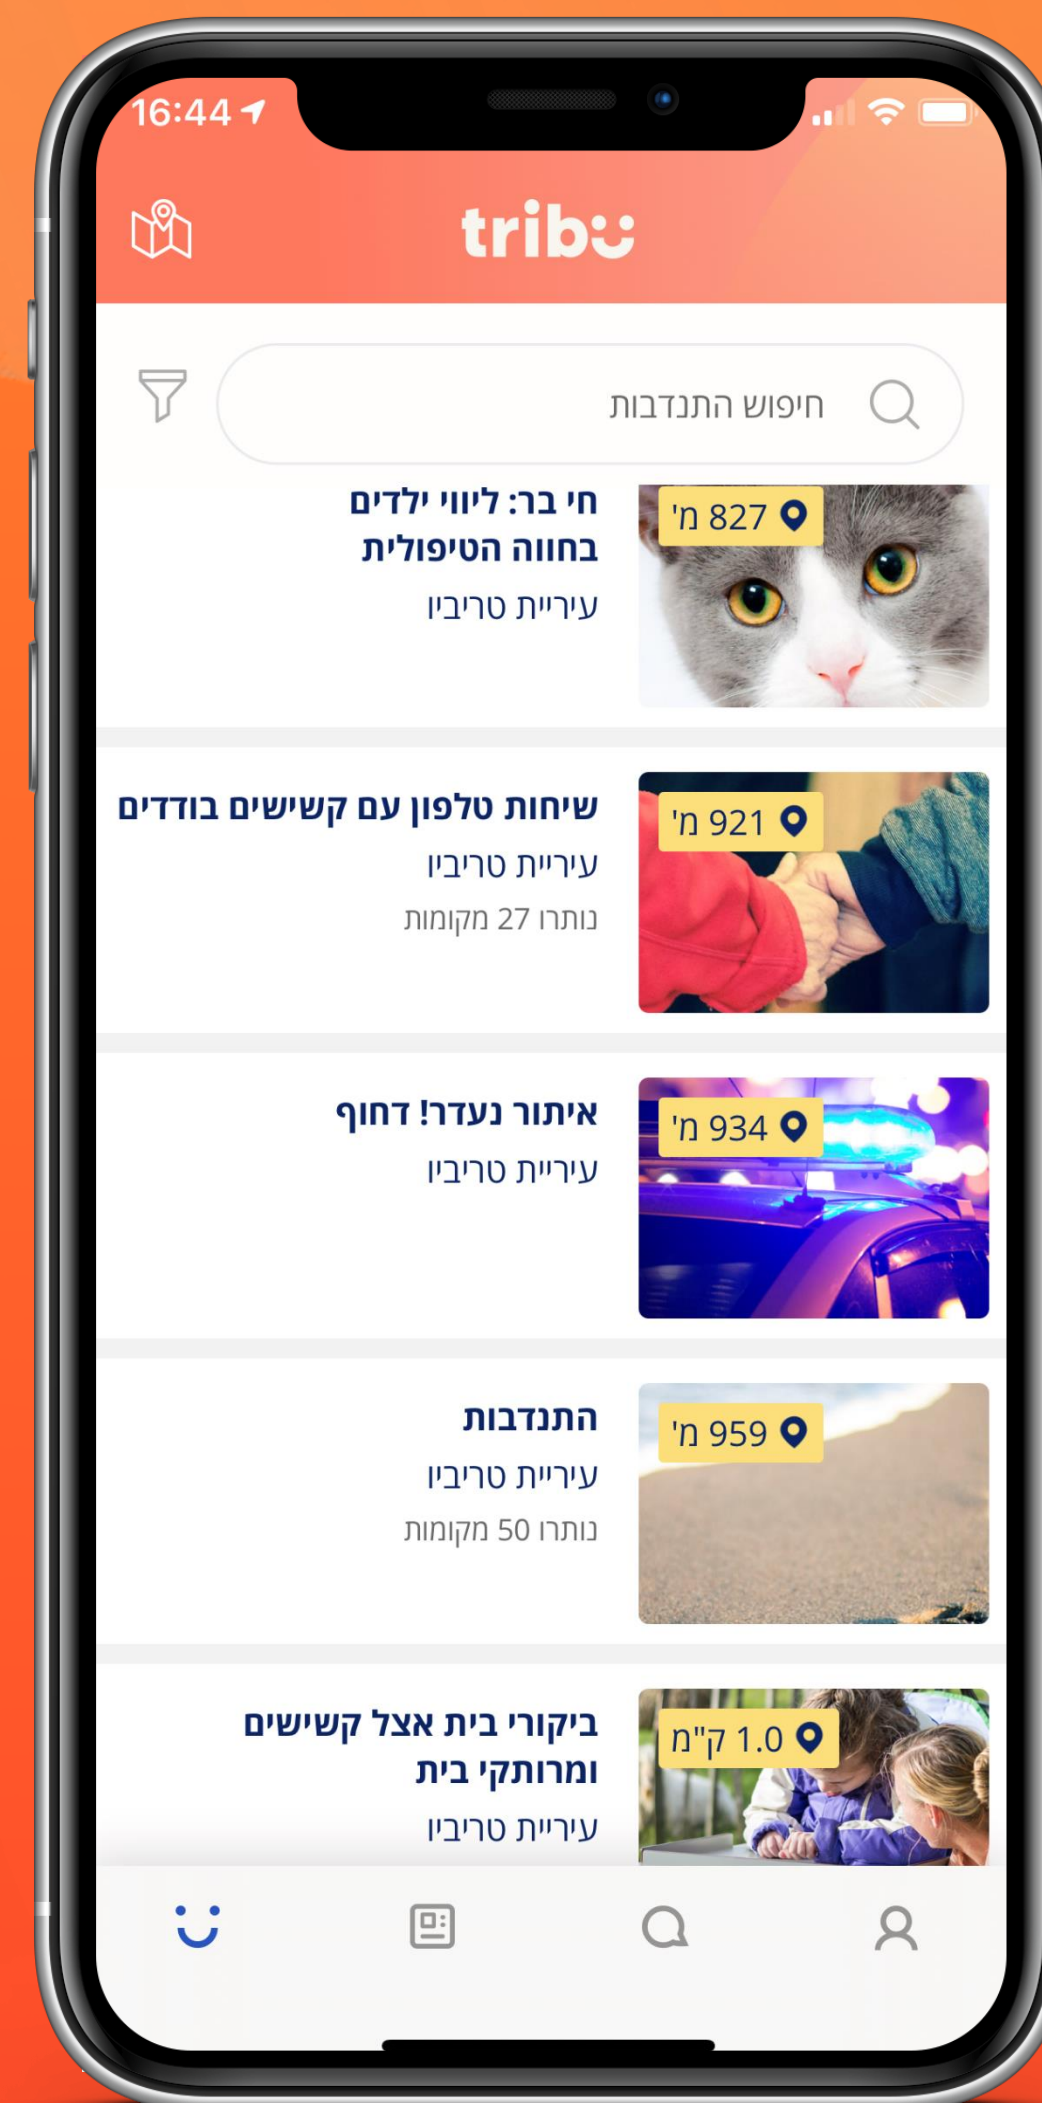 16:44
tribu
חיפוש התנדבות
827 מ'
חי בר: ליווי ילדים
בחווה הטיפולית
עיריית טריביו
921 מ'
שיחות טלפון עם קשישים בודדים
עיריית טריביו
נותרו 27 מקומות
934 מ'
איתור נעדר! דחוף
עיריית טריביו
959 מ'
התנדבות
עיריית טריביו
נותרו 50 מקומות
1.0 ק"מ
ביקורי בית אצל קשישים
ומרותקי בית
עיריית טריביו